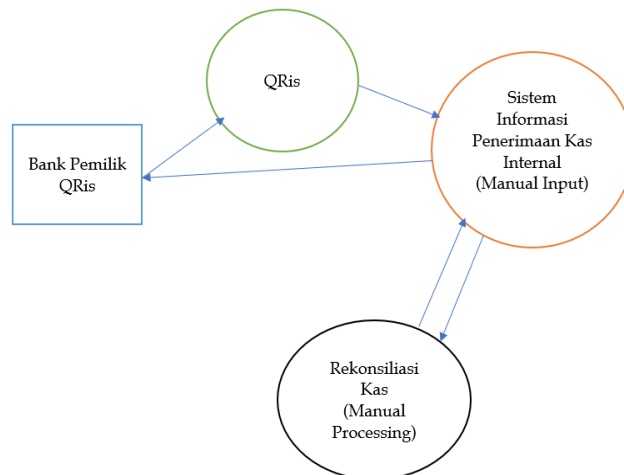 QRis
Sistem
Informasi
Penerimaan Kas
Internal
(Manual Input)
Bank Pemilik
QRis
Rekonsiliasi
Kas
(Manual
Processing)